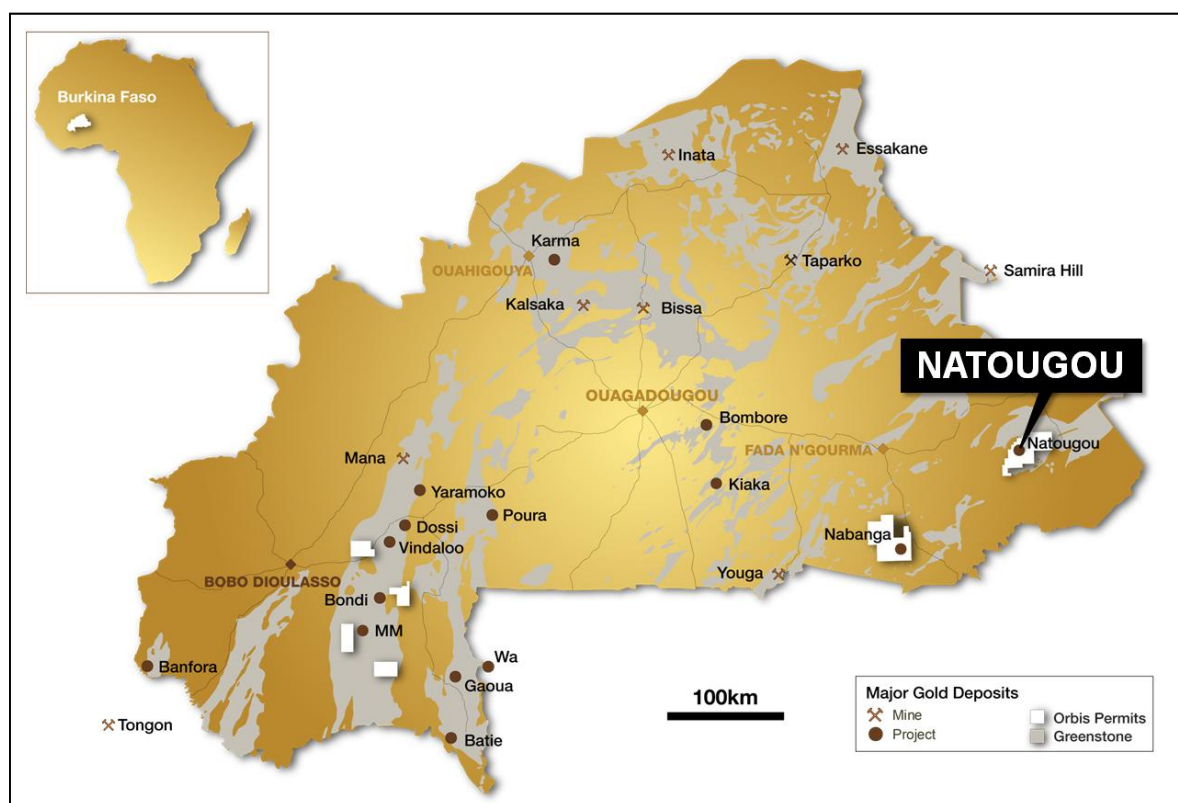 Burkina Faso
Inata
Essakane
Karma
OUAHIGOUYA
Taparko
Samira Hill
Kalsaka
Bissa
NATOUGOU
OUAGADOUGOU
Bombore
FADA N'GOURMA
Natougou
Mana
Yaramoko
Kiaka
Poura
Dossi
Vindaloo
Nabanga
BOBO DIOULASSO
Youga
Bondi
MM
Wa
Banfora
Gaoua
Tongon
Batie
100km
Major Gold Deposits
Mine
Project
Orbis Permits
Greenstone